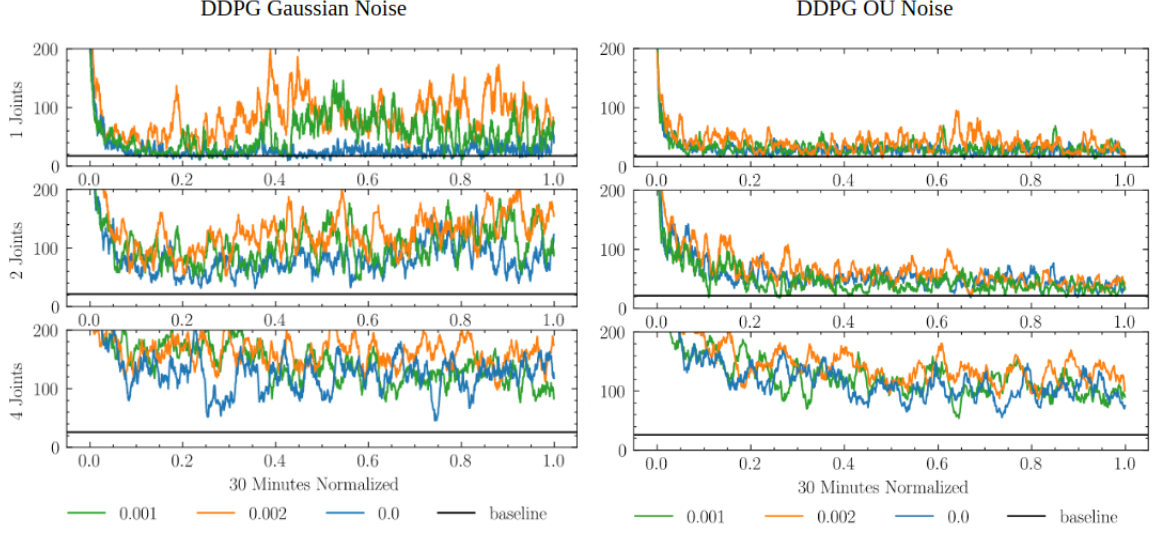 DDPG Gaussian Noise
DDPG OU Noise
200
100
0
1 Joints
0.0 0.2 0.4 0.6 0.8 1.0
200
100
0
2 Joints
0.0 0.2 0.4 0.6 0.8 1.0
200
100
0
4 Joints
0.0 0.2 0.4 0.6 0.8 1.0
30 Minutes Normalized
0.001 0.002 0.0 baseline
200
100
0
0.0 0.2 0.4 0.6 0.8 1.0
200
100
0
0.0 0.2 0.4 0.6 0.8 1.0
200
100
0
0.0 0.2 0.4 0.6 0.8 1.0
30 Minutes Normalized
0.001 0.002 0.0 baseline